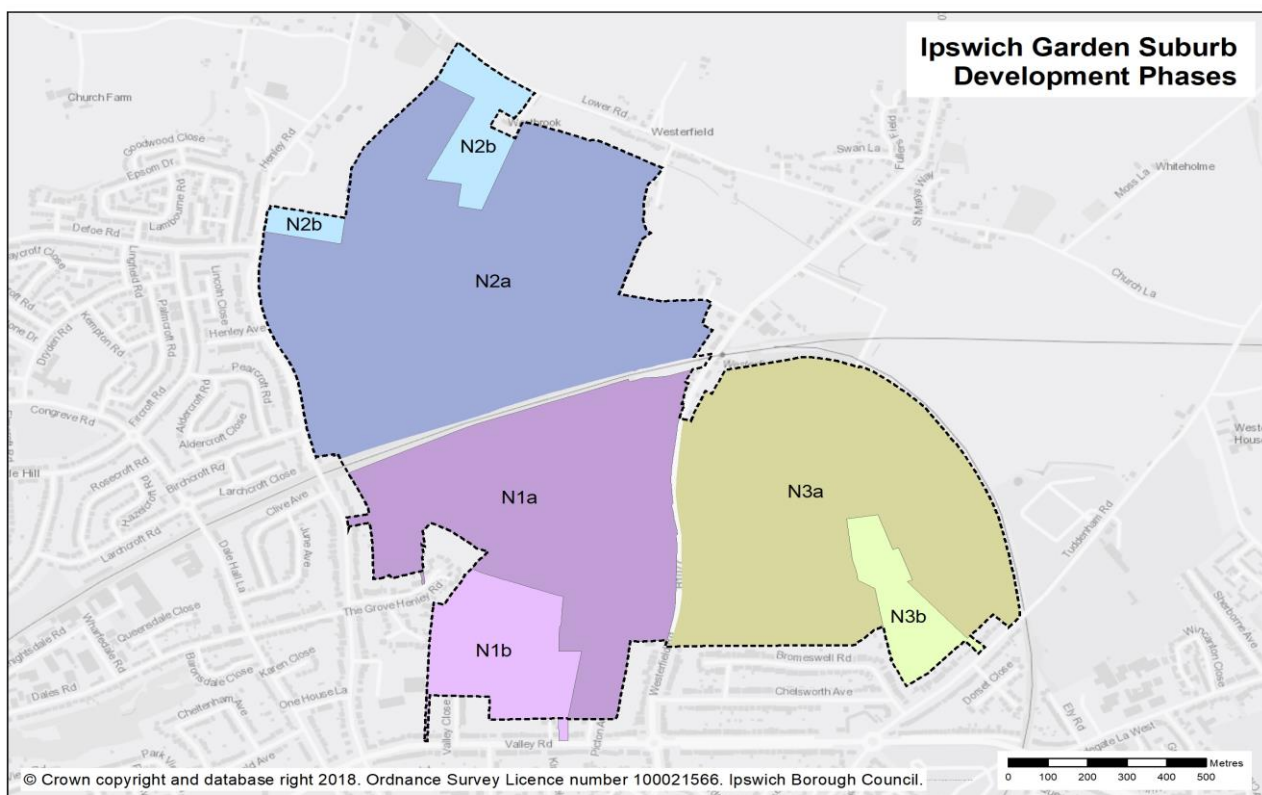 Ipswich Garden Suburb
Development Phases
Church Farm
Goodwood Close
Epsom Dr
Henley Rd
Lambourne Rd
Defoe Rd
Lingfield Rd
Lincoln Close
Palmcroft Rd
Kempton Rd
Dryden Rd
Henley Ave
Pearcroft Rd
Fircroft Rd
Aldercroft Rd
Aldercroft Close
Congreve Rd
Rosecroft Rd
Birchcroft Rd
Larchcroft Close
Larchcroft Rd
Clive Ave
June Ave
Dale Hall La
Lower Rd
Westerfield
Swan La
Fullers Field
St Marys Way
Whiteholme
Moss La
Church La
N2b
N2b
N2a
N1a
N3a
N3b
N1b
Tuddenham Rd
The Grove Henley Rd
Queensdale Close
Wharfedale Rd
Baronsdale Close
Karen Close
Dales Rd
Cheltenham Ave
One House La
Valley Close
Valley Rd
Westerfield Rd
Bromeswell Rd
Chelsworth Ave
Dorset Close
Ely Rd
Sherborne Ave
Wincanton Close
© Crown copyright and database right 2018. Ordnance Survey Licence number 100021566. Ipswich Borough Council.
Metres
0 100 200 300 400 500